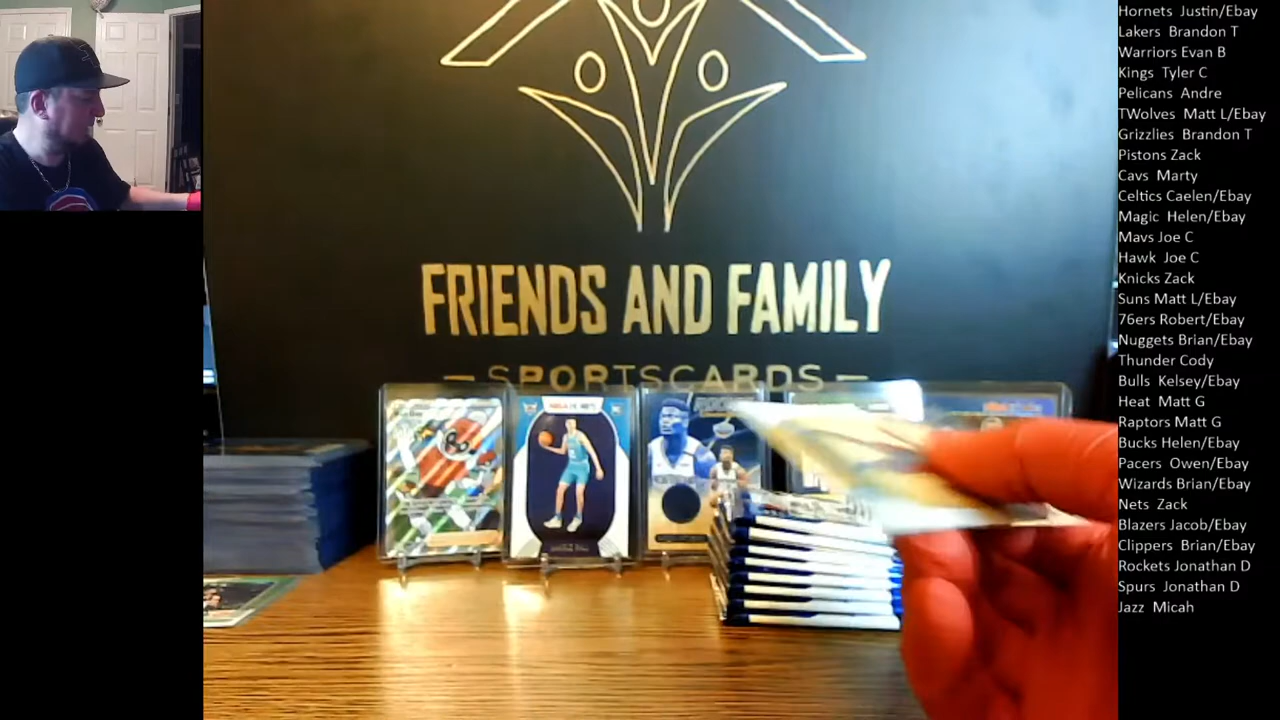 FRIENDS AND FAMILY
SPORTSCARDS
Hornets Justin/Ebay
Lakers Brandon T
Warriors Evan B
Kings Tyler C
Pelicans Andre
TWolves Matt L/Ebay
Grizzlies Brandon T
Pistons Zack
Cavs Marty
Celtics Caelen/Ebay
Magic Helen/Ebay
Mavs Joe C
Hawk Joe C
Knicks Zack
Suns Matt L/Ebay
76ers Robert/Ebay
Nuggets Brian/Ebay
Thunder Cody
Bulls Kelsey/Ebay
Heat Matt G
Raptors Matt G
Bucks Helen/Ebay
Pacers Owen/Ebay
Wizards Brian/Ebay
Nets Zack
Blazers Jacob/Ebay
Clippers Brian/Ebay
Rockets Jonathan D
Spurs Jonathan D
Jazz Micah